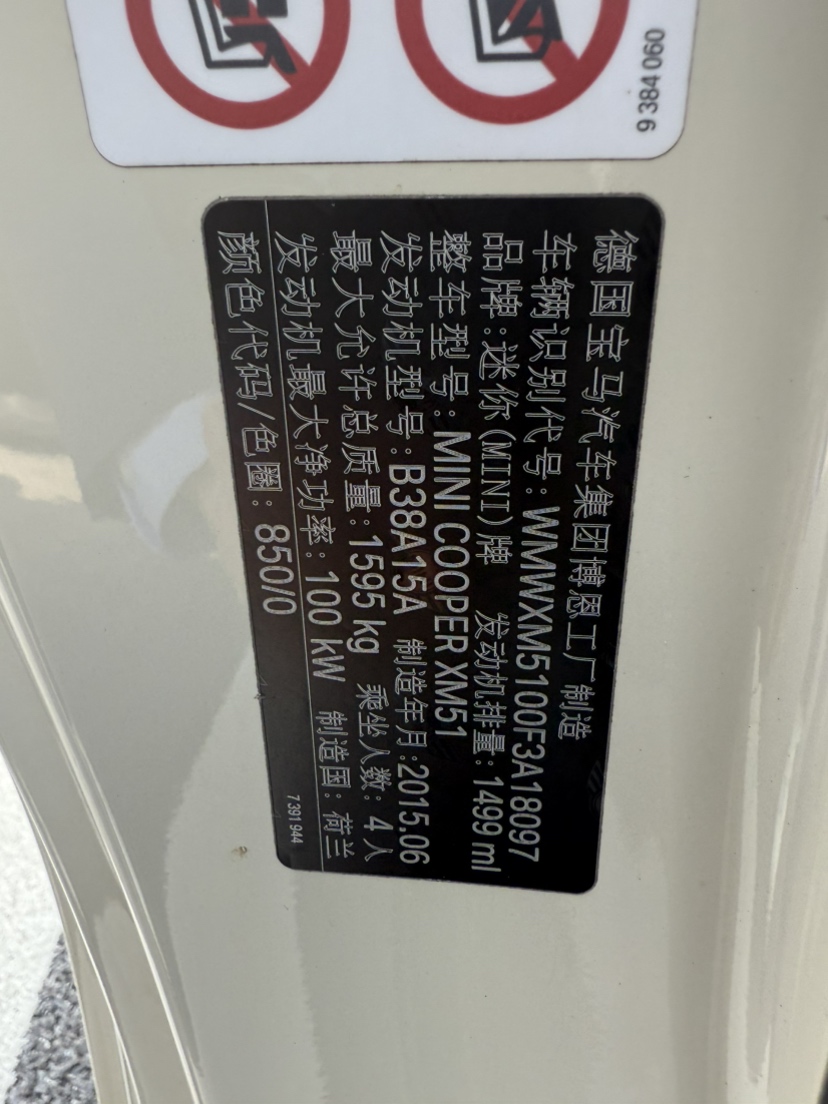 9 384 060
德国宝马汽车集团博恩工厂制造
车辆识别代号:WMWXM5100F3A18097
品牌:迷你(MINI)牌 发动机排量:1499 ml
整车型号:MINI COOPER XM51
发动机型号:B38A15A 制造年月:2015.06
最大允许总质量:1595 kg 乘坐人数:4人
发动机最大净功率:100 kW 制造国:荷兰
颜色代码/色圈:850/0
7 391 944